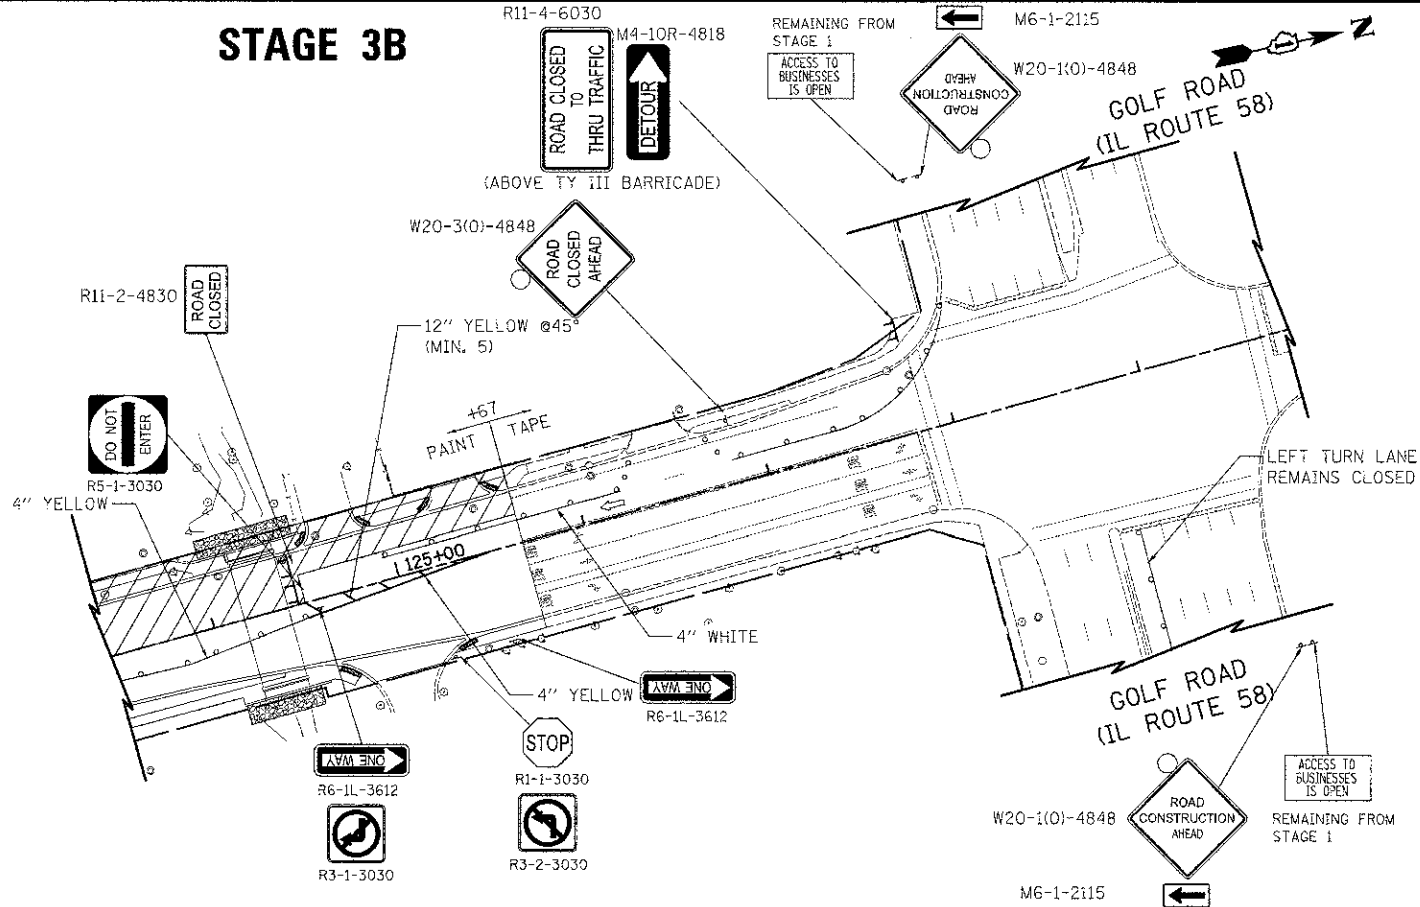 STAGE 3B
R11-4-6030
ROAD CLOSED
TO
THRU TRAFFIC
M4-10R-4818
DETOUR
(ABOVE TY III BARRICADE)
REMAINING FROM
STAGE 1
ACCESS TO
BUSINESSES
IS OPEN
M6-1-2115
W20-1(O)-4848
ROAD
CONSTRUCTION
AHEAD
N
GOLF ROAD
(IL ROUTE 58)
W20-3(O)-4848
ROAD
CLOSED
AHEAD
R11-2-4830
ROAD
CLOSED
12" YELLOW @45°
(MIN. 5)
DO NOT
ENTER
R5-1-3030
4" YELLOW
+67
PAINT TAPE
125+00
LEFT TURN LANE
REMAINS CLOSED
4" WHITE
4" YELLOW
ONE WAY
R6-1L-3612
STOP
R1-1-3030
R3-2-3030
ONE WAY
R6-1L-3612
R3-1-3030
GOLF ROAD
(IL ROUTE 58)
W20-1(O)-4848
ROAD
CONSTRUCTION
AHEAD
ACCESS TO
BUSINESSES
IS OPEN
REMAINING FROM
STAGE 1
M6-1-2115